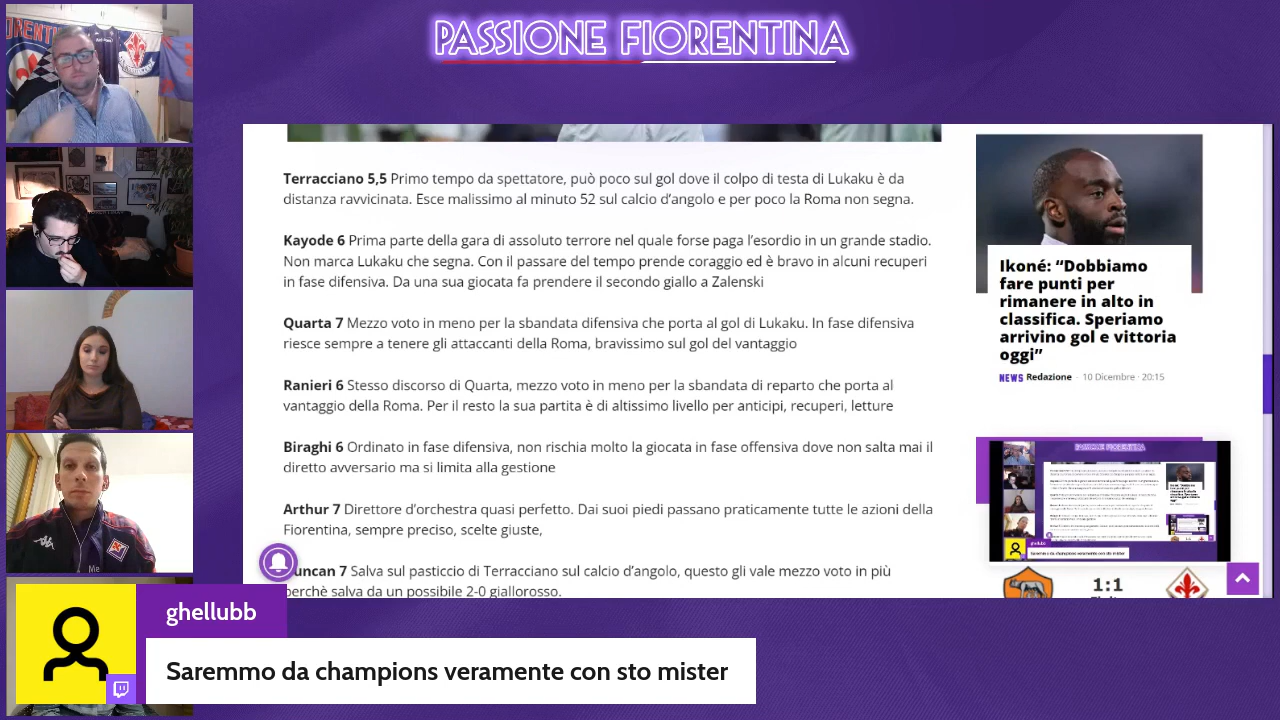 PASSIONE FIORENTINA
Terracciano 5,5 Primo tempo da spettatore, può poco sul gol dove il colpo di testa di Lukaku è da
distanza ravvicinata. Esce malissimo al minuto 52 sul calcio d'angolo e per poco la Roma non segna.
Kayode 6 Prima parte della gara di assoluto terrore nel quale forse paga l'esordio in un grande stadio.
Non marca Lukaku che segna. Con il passare del tempo prende coraggio ed è bravo in alcuni recuperi
in fase difensiva. Da una sua giocata fa prendere il secondo giallo a Zalenski
Quarta 7 Mezzo voto in meno per la sbandata difensiva che porta al gol di Lukaku. In fase difensiva
riesce sempre a tenere gli attaccanti della Roma, bravissimo sul gol del vantaggio
Ranieri 6 Stesso discorso di Quarta, mezzo voto in meno per la sbandata di reparto che porta al
vantaggio della Roma. Per il resto la sua partita è di altissimo livello per anticipi, recuperi, letture
Biraghi 6 Ordinato in fase difensiva, non rischia molto la giocata in fase offensiva dove non salta mai il
diretto avversario ma si limita alla gestione
Arthur 7 Direttore d'orchestra quasi perfetto. Dai suoi piedi passano praticamente tutte le azioni della
Fiorentina, sempre preciso, scelte giuste,
uncan 7 Salva sul pasticcio di Terracciano sul calcio d'angolo, questo gli vale mezzo voto in più
perchè salva da un possibile 2-0 giallorosso.
Ikoné: “Dobbiamo
fare punti per
rimanere in alto in
classifica. Speriamo
arrivino gol e vittoria
oggi”
NEWS Redazione - 10 Dicembre · 20:15
PASSIONE FIORENTINA
ghellubb
Saremmo da champions veramente con sto mister
1:1
Me
ghellubb
Saremmo da champions veramente con sto mister